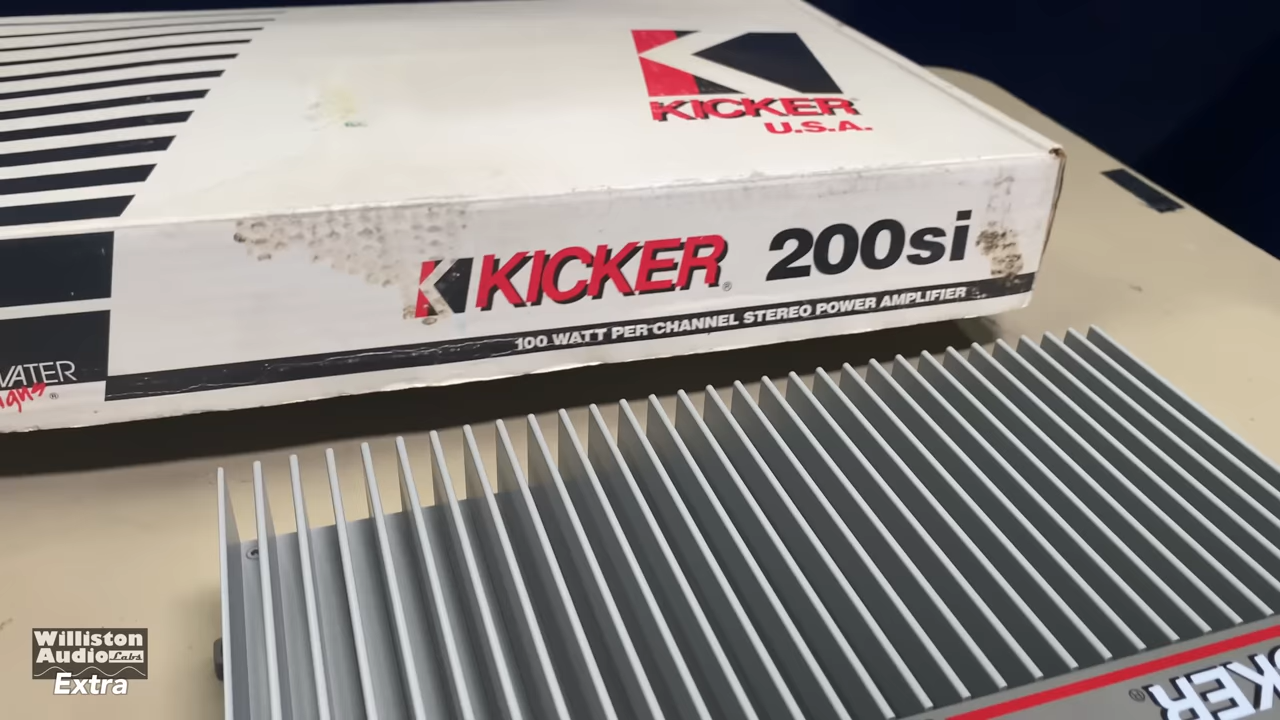 KICKER
U.S.A.
KICKER® 200si
100 WATT PER CHANNEL STEREO POWER AMPLIFIER
®
Williston
Audio Labs
Extra